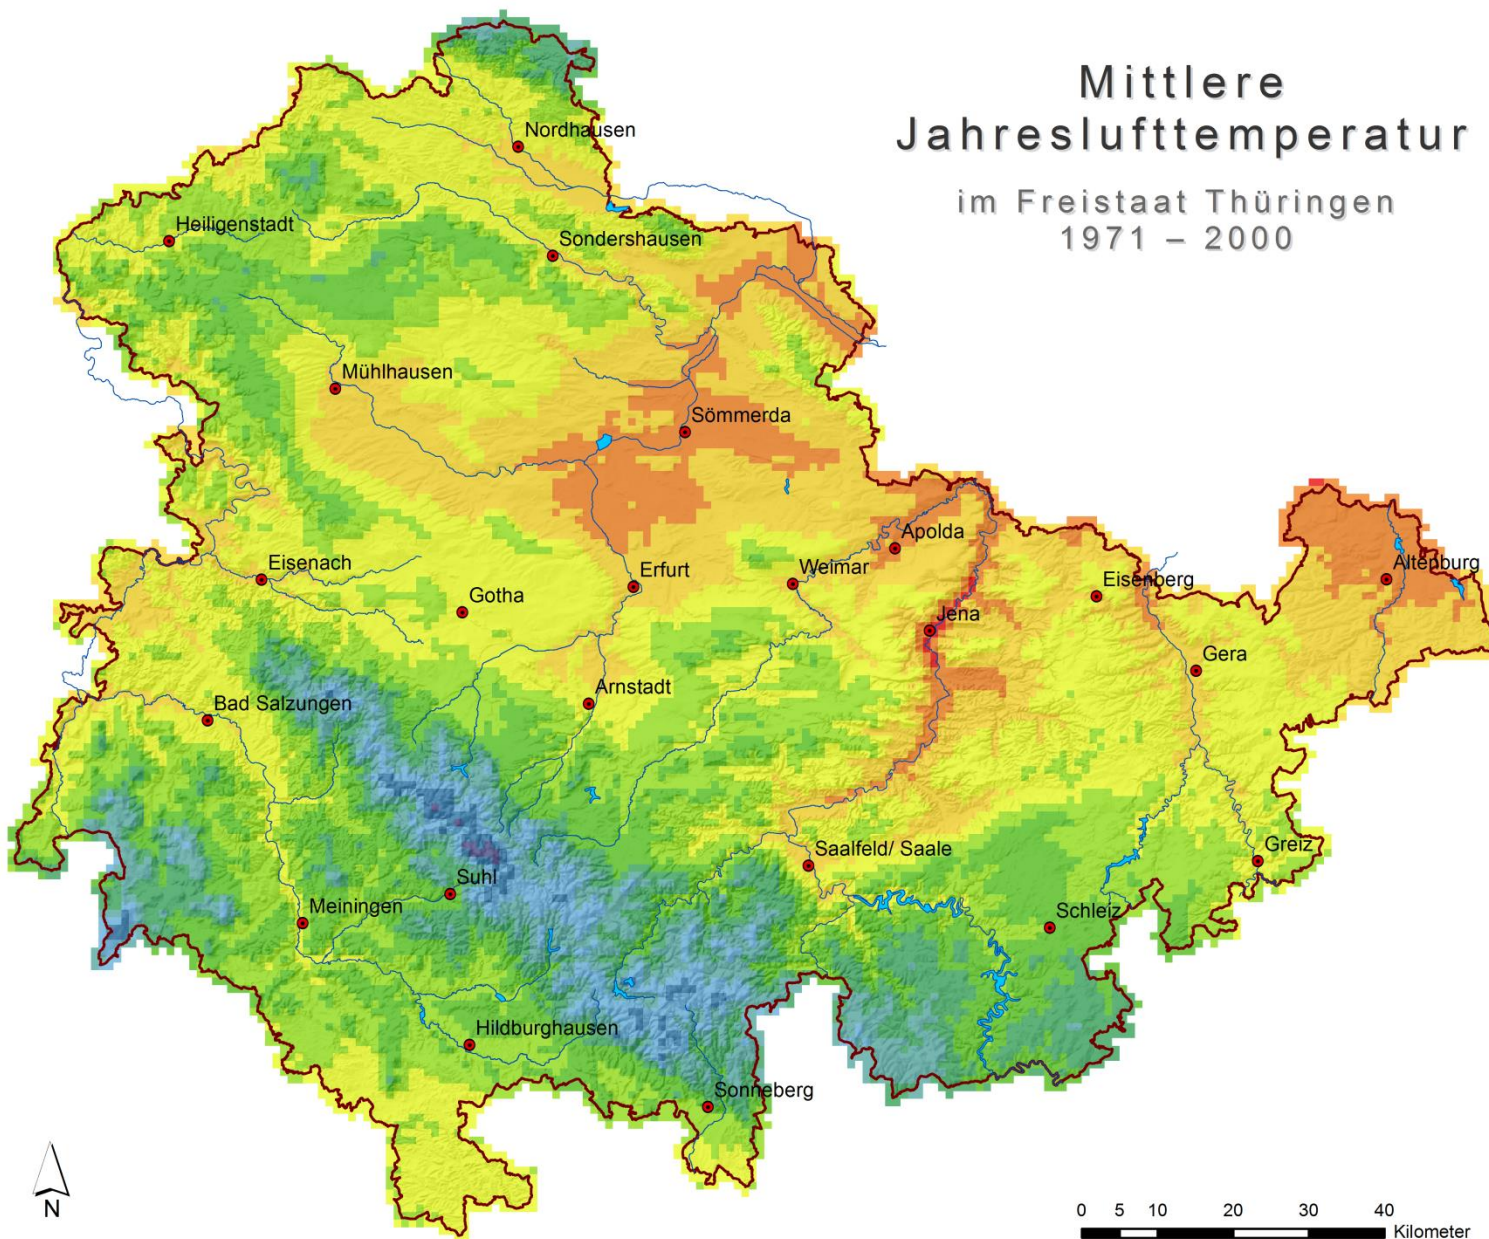 Mittlere
Jahreslufttemperatur
im Freistaat Thüringen
1971 – 2000
Nordhausen
Heiligenstadt
Sondershausen
Mühlhausen
Sömmerda
Apolda
Eisenach
Gotha
Erfurt
Weimar
Eisenberg
Altenburg
Jena
Gera
Arnstadt
Bad Salzungen
Saalfeld/ Saale
Greiz
Suhl
Meiningen
Schleiz
Hildburghausen
Sonneberg
N
0 5 10 20 30 40
Kilometer